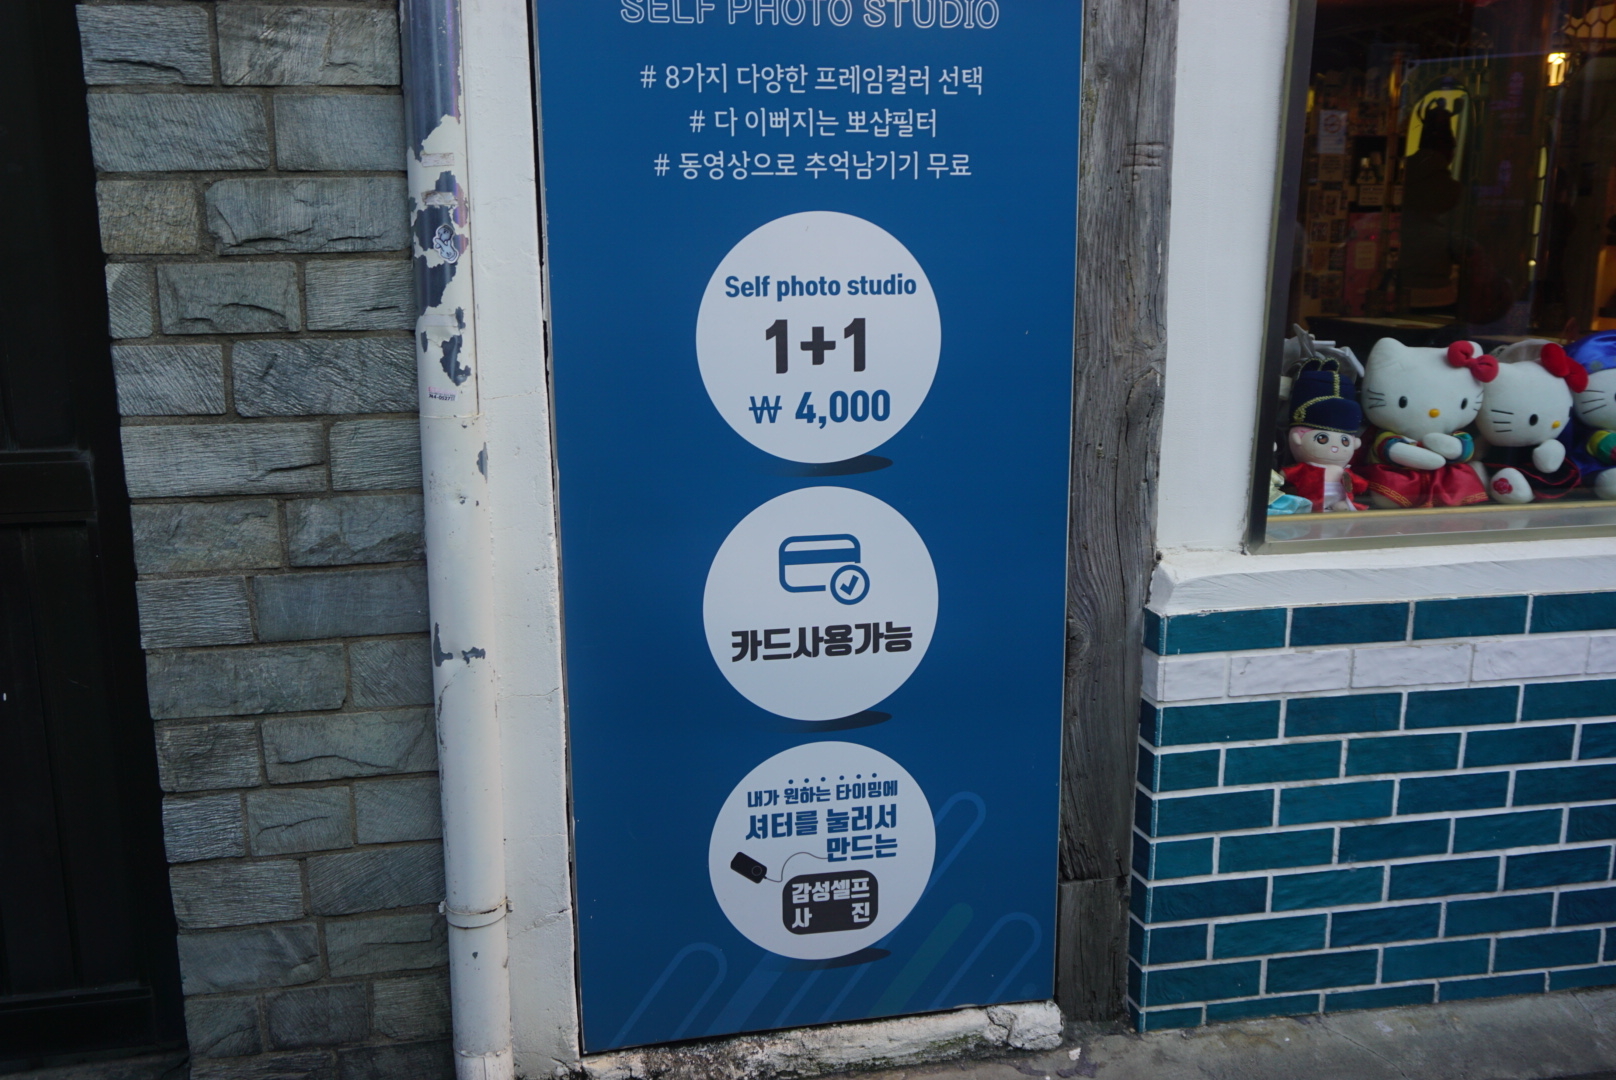 SELF PHOTO STUDIO
# 8가지 다양한 프레임컬러 선택
# 다 이뻐지는 뽀샵필터
# 동영상으로 추억남기기 무료
Self photo studio
1+1
₩ 4,000
카드사용가능
내가 원하는 타이밍에
셔터를 눌러서
만드는
감성셀프
사 진